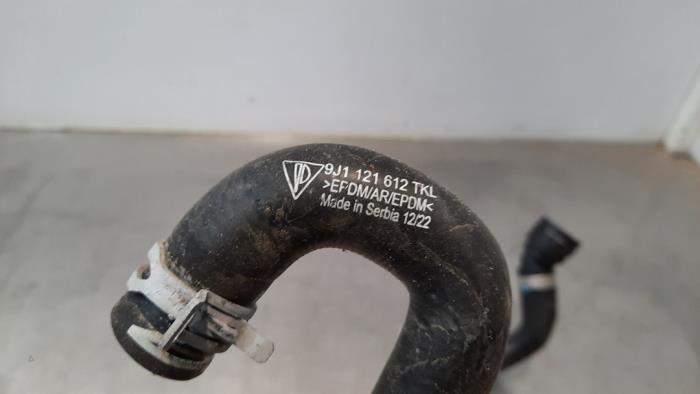 9J1 121 612 TKL
>EPDM/AR/EPDM<
Made in Serbia 12/22